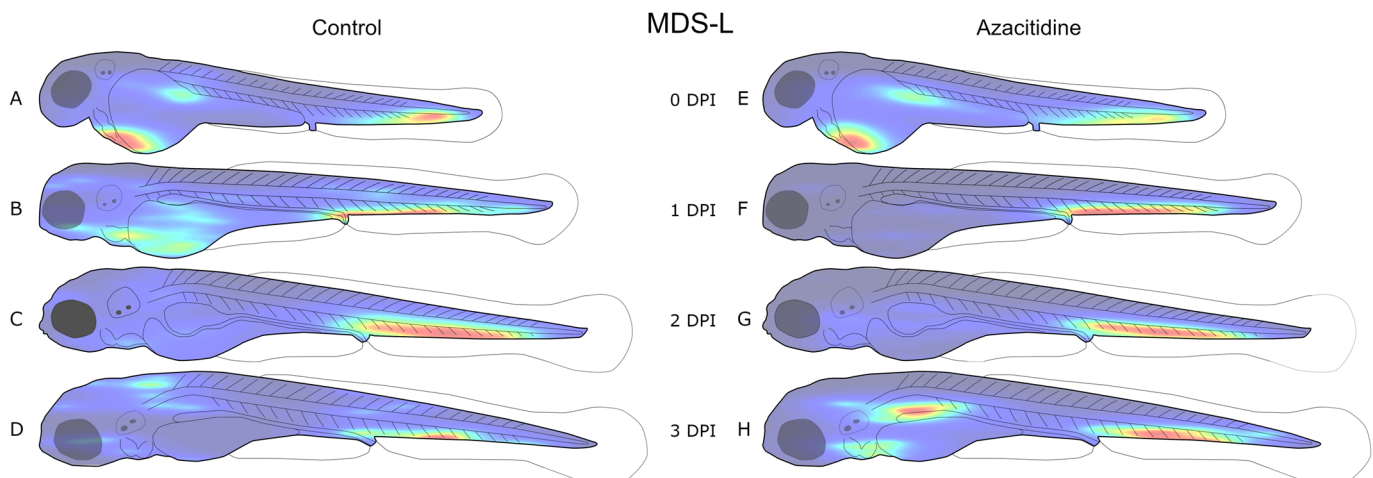 MDS-L
Control
Azacitidine
A
0 DPI
E
B
1 DPI
F
C
2 DPI
G
D
3 DPI
H